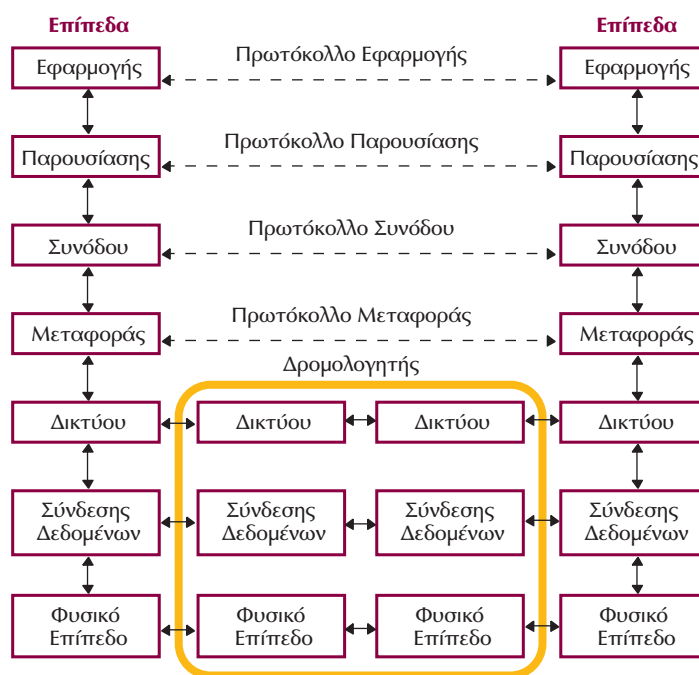 Επίπεδα Επίπεδα
Εφαρμογής Πρωτόκολλο Εφαρμογής Εφαρμογής
Παρουσίασης Πρωτόκολλο Παρουσίασης Παρουσίασης
Συνόδου Πρωτόκολλο Συνόδου Συνόδου
Μεταφοράς Πρωτόκολλο Μεταφοράς Μεταφοράς
Δρομολογητής
Δικτύου Δικτύου Δικτύου Δικτύου
Σύνδεσης Σύνδεσης Σύνδεσης Σύνδεσης
Δεδομένων Δεδομένων Δεδομένων Δεδομένων
Φυσικό Φυσικό Φυσικό Φυσικό
Επίπεδο Επίπεδο Επίπεδο Επίπεδο